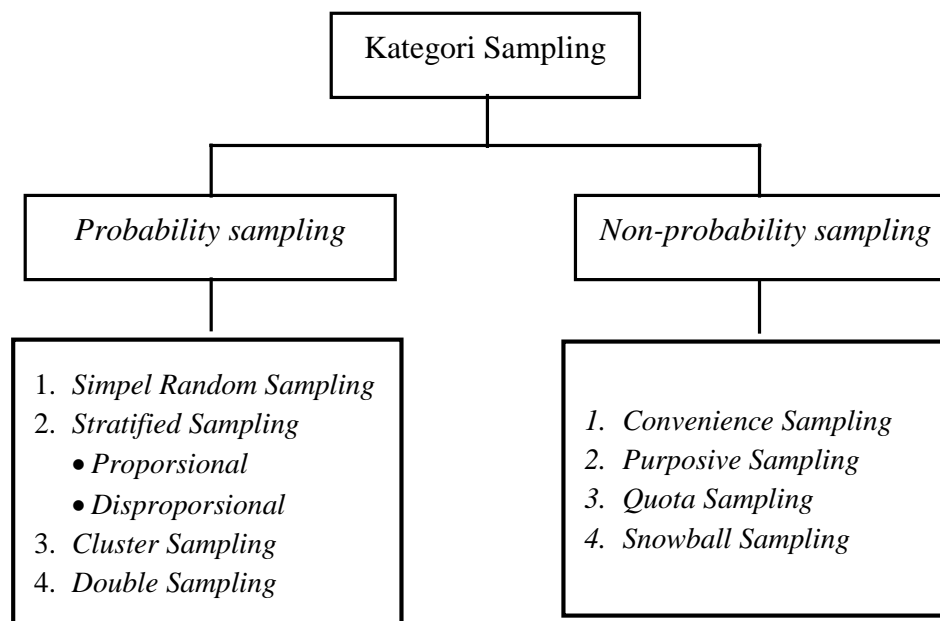 Kategori Sampling
Probability sampling
Non-probability sampling
1. Simpel Random Sampling
2. Stratified Sampling
• Proporsional
• Disproporsional
3. Cluster Sampling
4. Double Sampling
1. Convenience Sampling
2. Purposive Sampling
3. Quota Sampling
4. Snowball Sampling